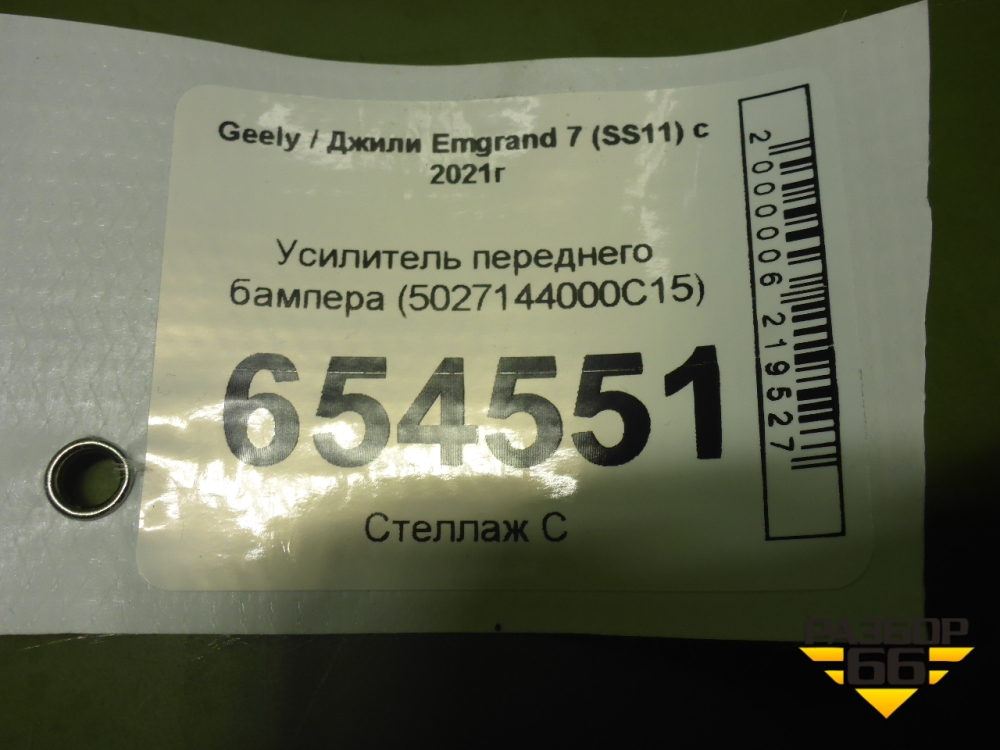 Geely / Джили Emgrand 7 (SS11) с
2021г
Усилитель переднего
бампера (5027144000C15)
654551
Стеллаж С
2000006219527
РАЗБОР
66